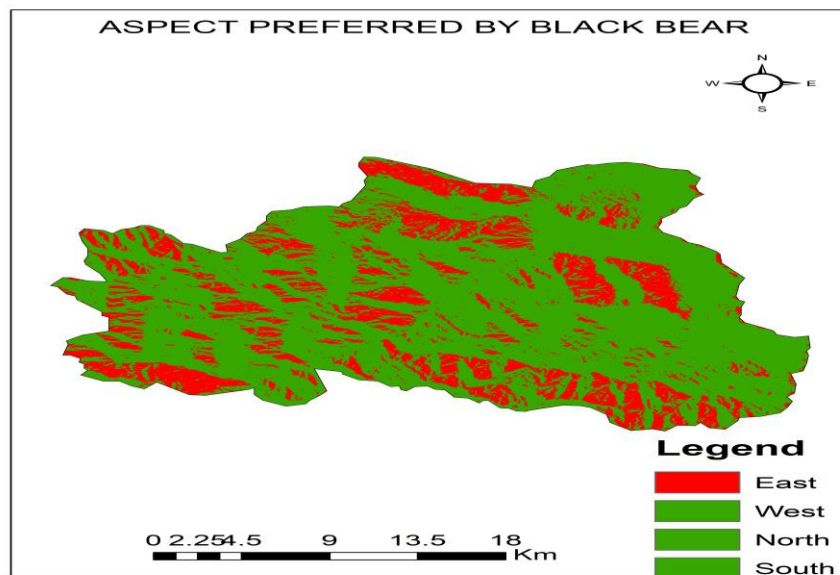 ASPECT PREFERRED BY BLACK BEAR
N
W E
S
Legend
East
West
North
South
0 2.25 4.5 9 13.5 18
Km